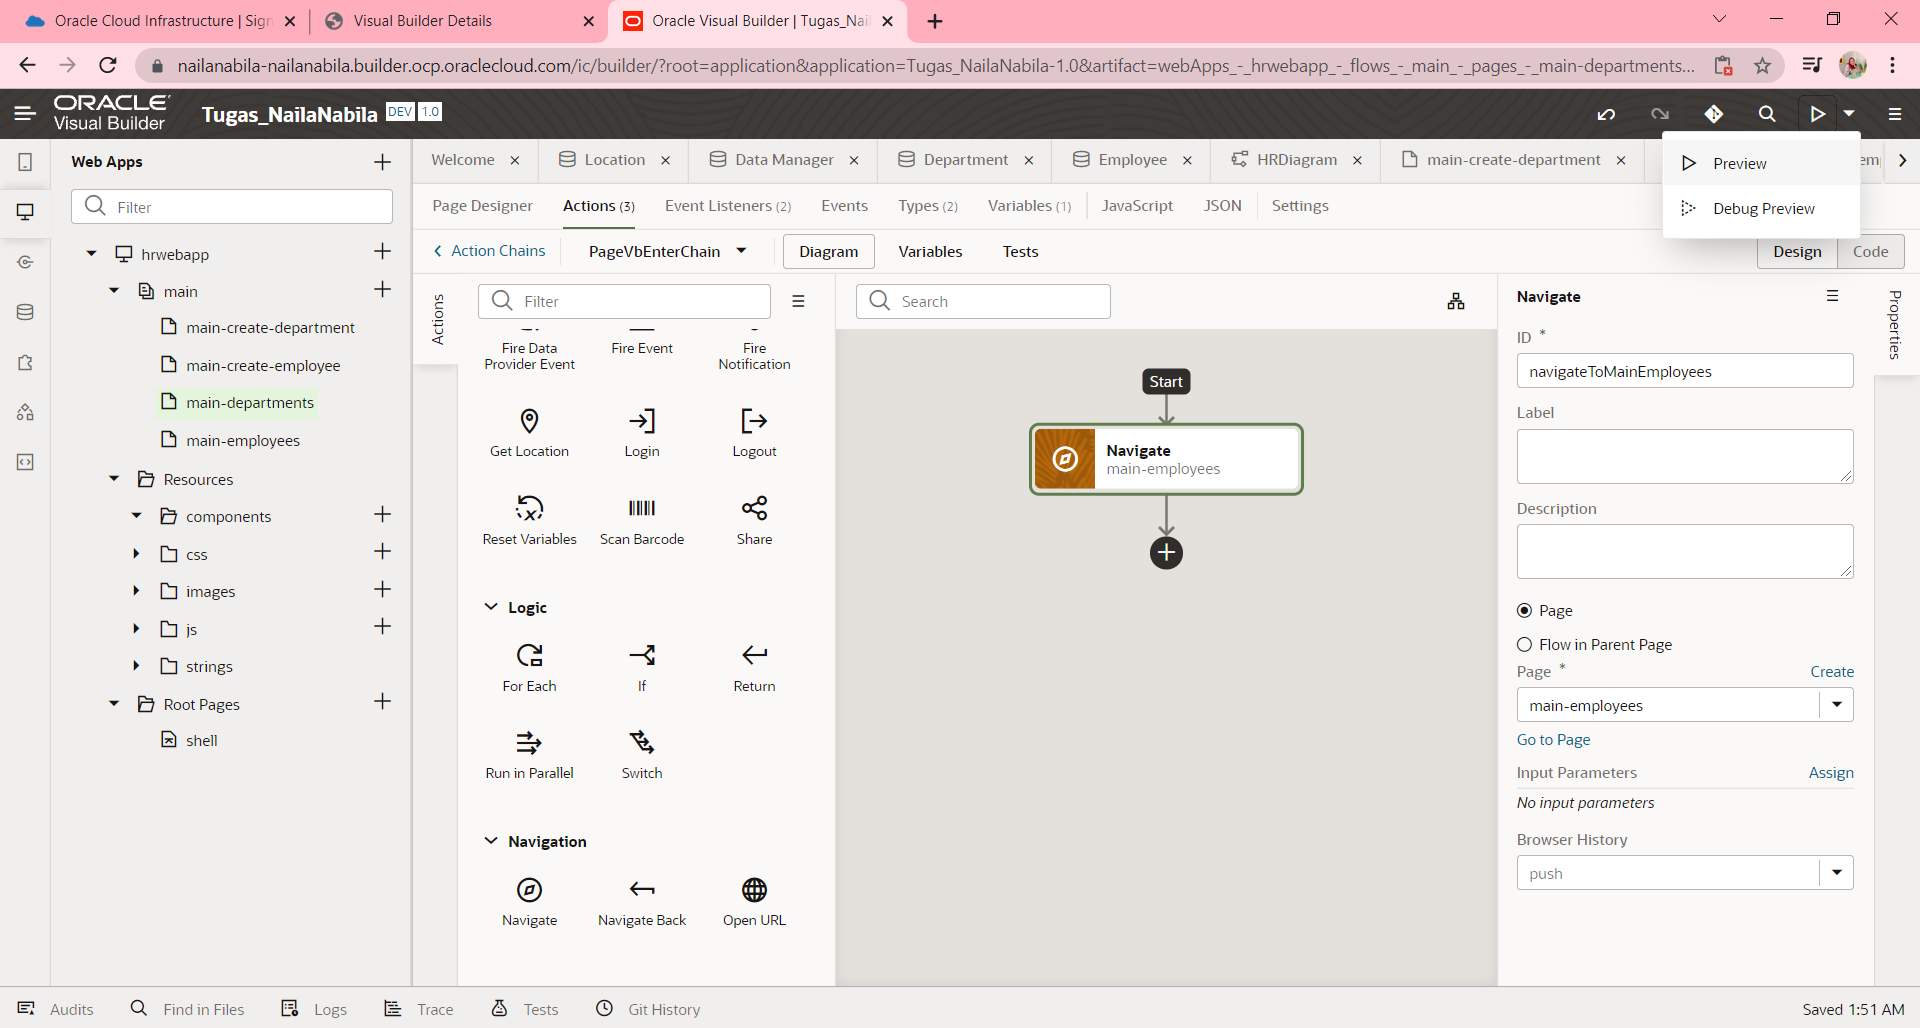 Oracle Cloud Infrastructure | Sign
Visual Builder Details
Oracle Visual Builder | Tugas_Nail
nailanabila-nailanabila.builder.ocp.oraclecloud.com/ic/builder/?root=application&application=Tugas_NailaNabila-1.0&artifact=webApps_-_hrwebapp_-_flows_-_main_-_pages_-_main-departments...
ORACLE
Visual Builder
Tugas_NailaNabila DEV 1.0
Web Apps
Filter
hrwebapp
main
main-create-department
main-create-employee
main-departments
main-employees
Resources
components
css
images
js
strings
Root Pages
shell
Welcome
Location
Data Manager
Department
Employee
HRDiagram
main-create-department
Preview
Debug Preview
Page Designer
Actions (3)
Event Listeners (2)
Events
Types (2)
Variables (1)
JavaScript
JSON
Settings
Action Chains
PageVbEnterChain
Diagram
Variables
Tests
Design
Code
Actions
Filter
Fire Data
Provider Event
Fire Event
Fire
Notification
Get Location
Login
Logout
Reset Variables
Scan Barcode
Share
Logic
For Each
If
Return
Run in Parallel
Switch
Navigation
Navigate
Navigate Back
Open URL
Search
Start
Navigate
main-employees
Navigate
Properties
ID *
navigateToMainEmployees
Label
Description
Page
Flow in Parent Page
Page *
Create
main-employees
Go to Page
Input Parameters
Assign
No input parameters
Browser History
push
Audits
Find in Files
Logs
Trace
Tests
Git History
Saved 1:51 AM